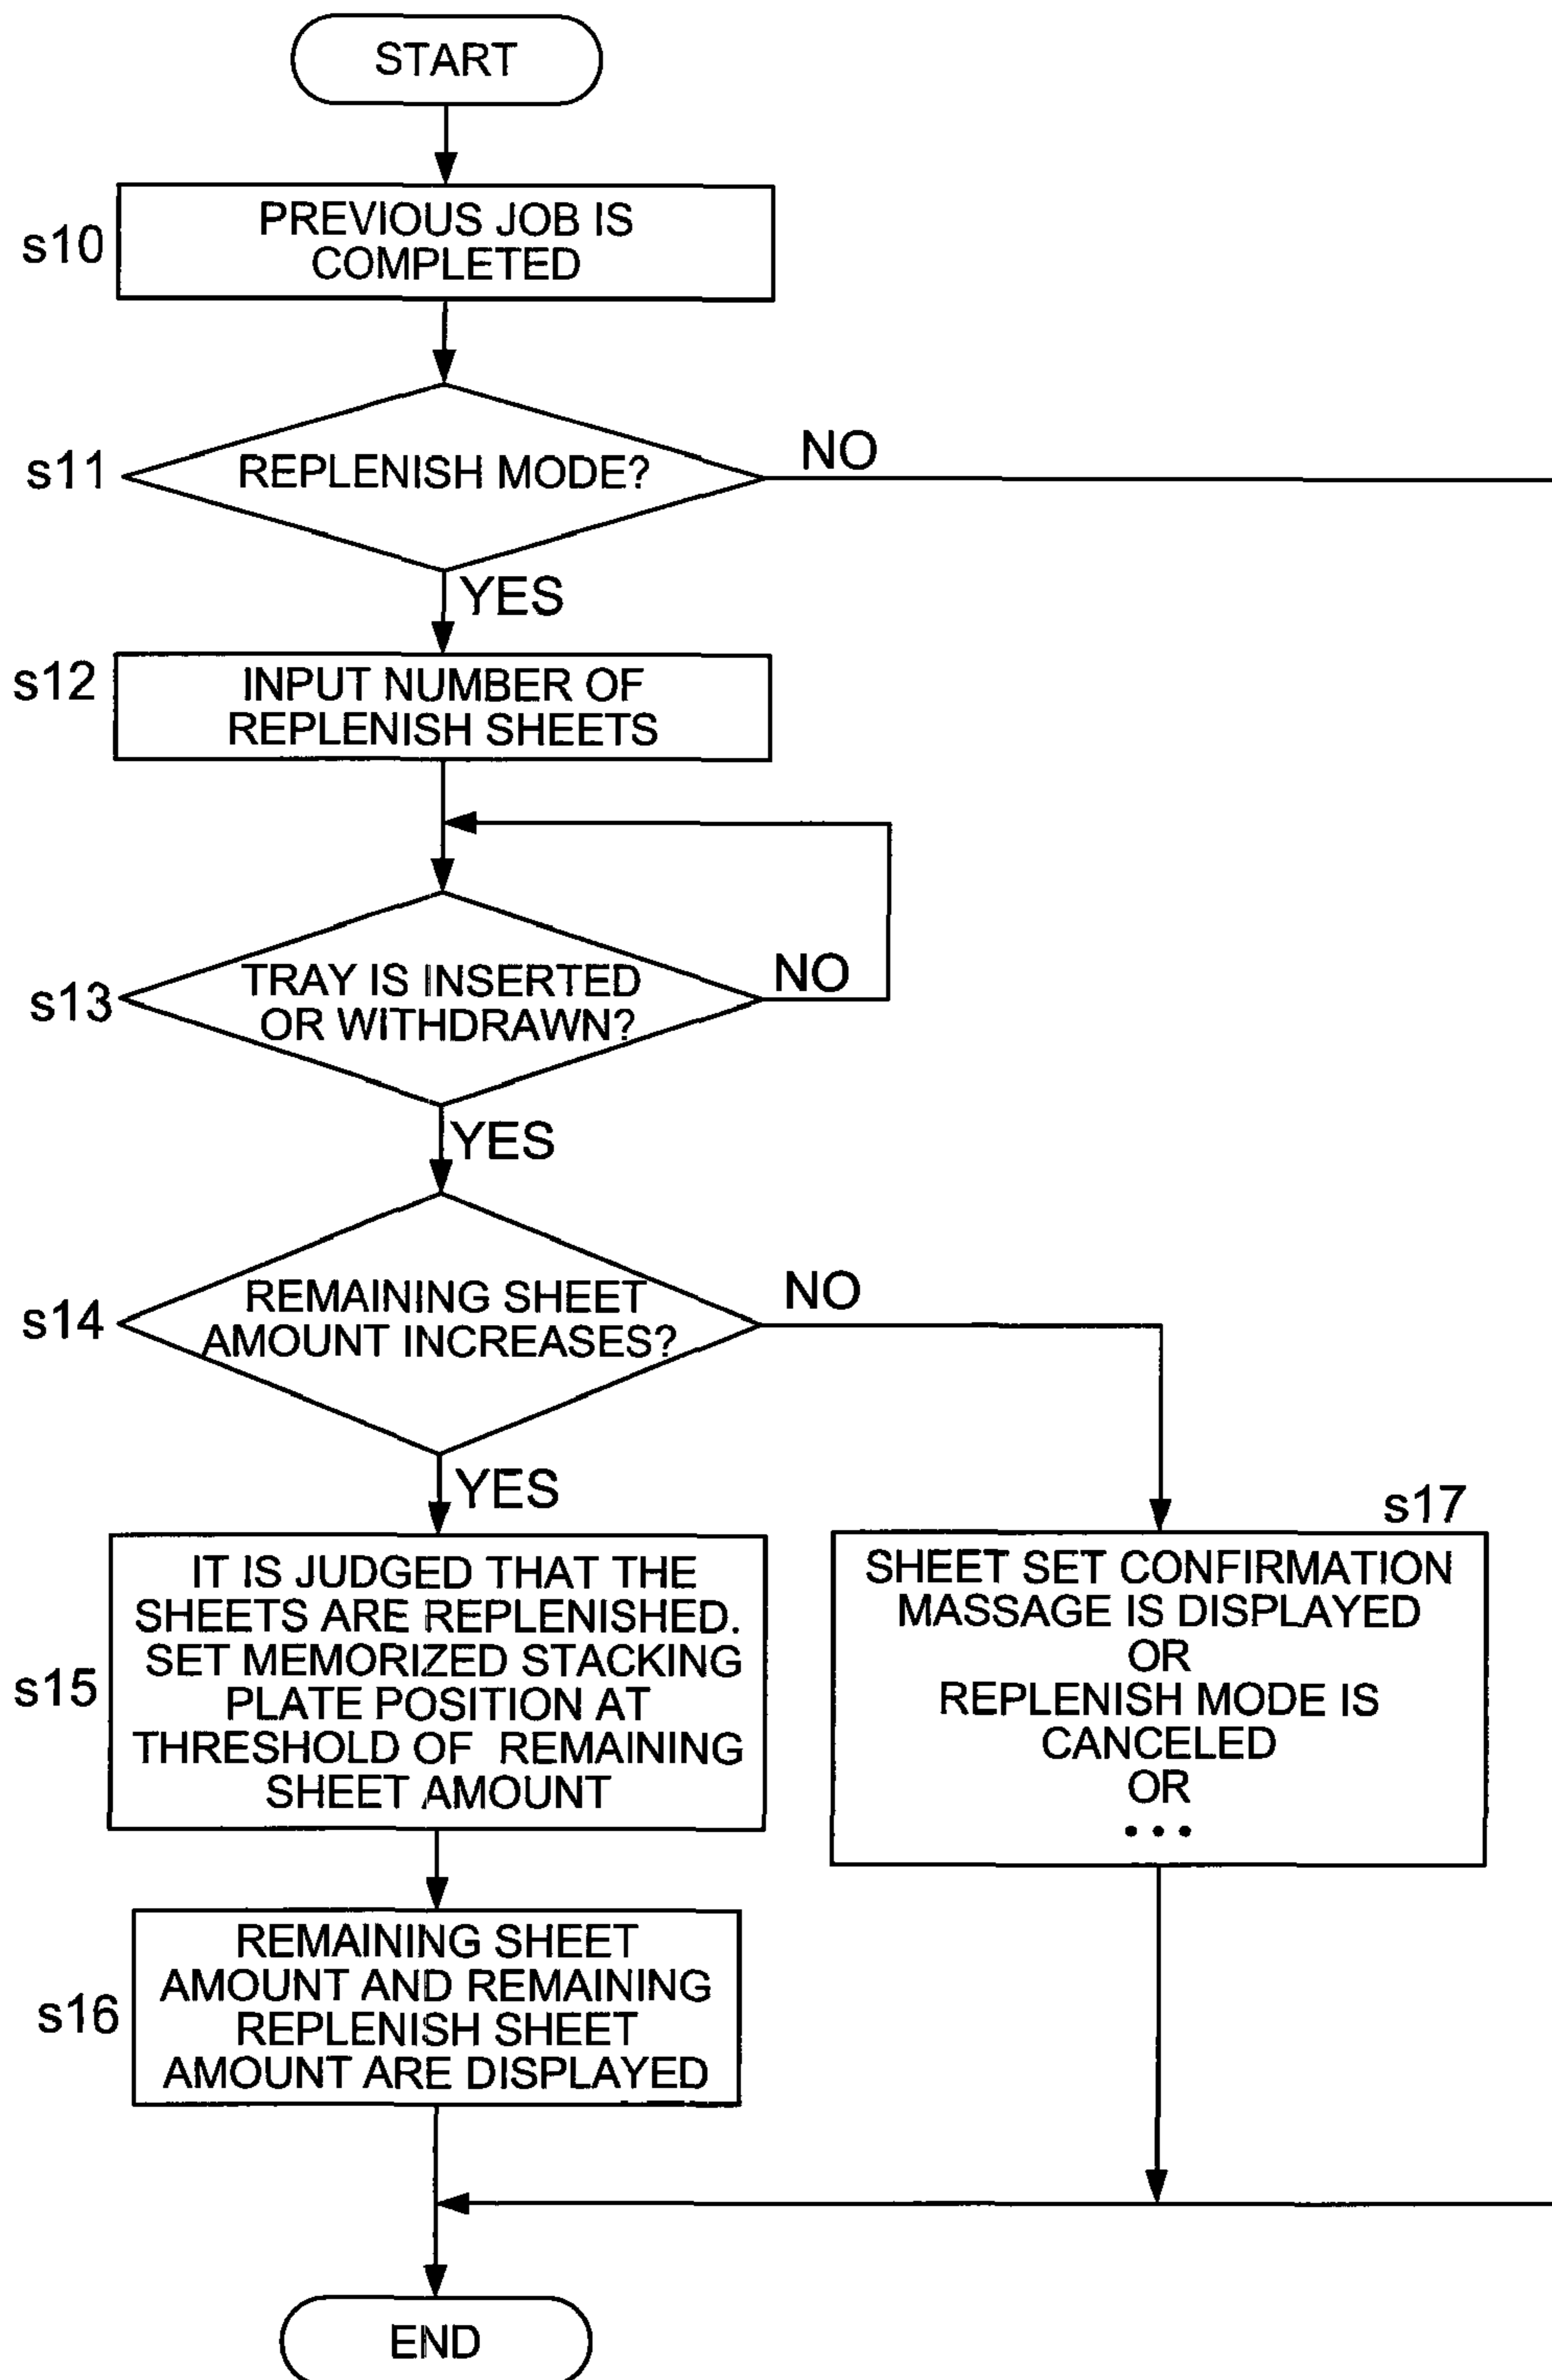 START
s10
PREVIOUS JOB IS
COMPLETED
s11
REPLENISH MODE?
NO
YES
s12
INPUT NUMBER OF
REPLENISH SHEETS
s13
TRAY IS INSERTED
OR WITHDRAWN?
NO
YES
s14
REMAINING SHEET
AMOUNT INCREASES?
NO
YES
s15
IT IS JUDGED THAT THE
SHEETS ARE REPLENISHED.
SET MEMORIZED STACKING
PLATE POSITION AT
THRESHOLD OF REMAINING
SHEET AMOUNT
s17
SHEET SET CONFIRMATION
MASSAGE IS DISPLAYED
OR
REPLENISH MODE IS
CANCELED
OR
• • •
s16
REMAINING SHEET
AMOUNT AND REMAINING
REPLENISH SHEET
AMOUNT ARE DISPLAYED
END